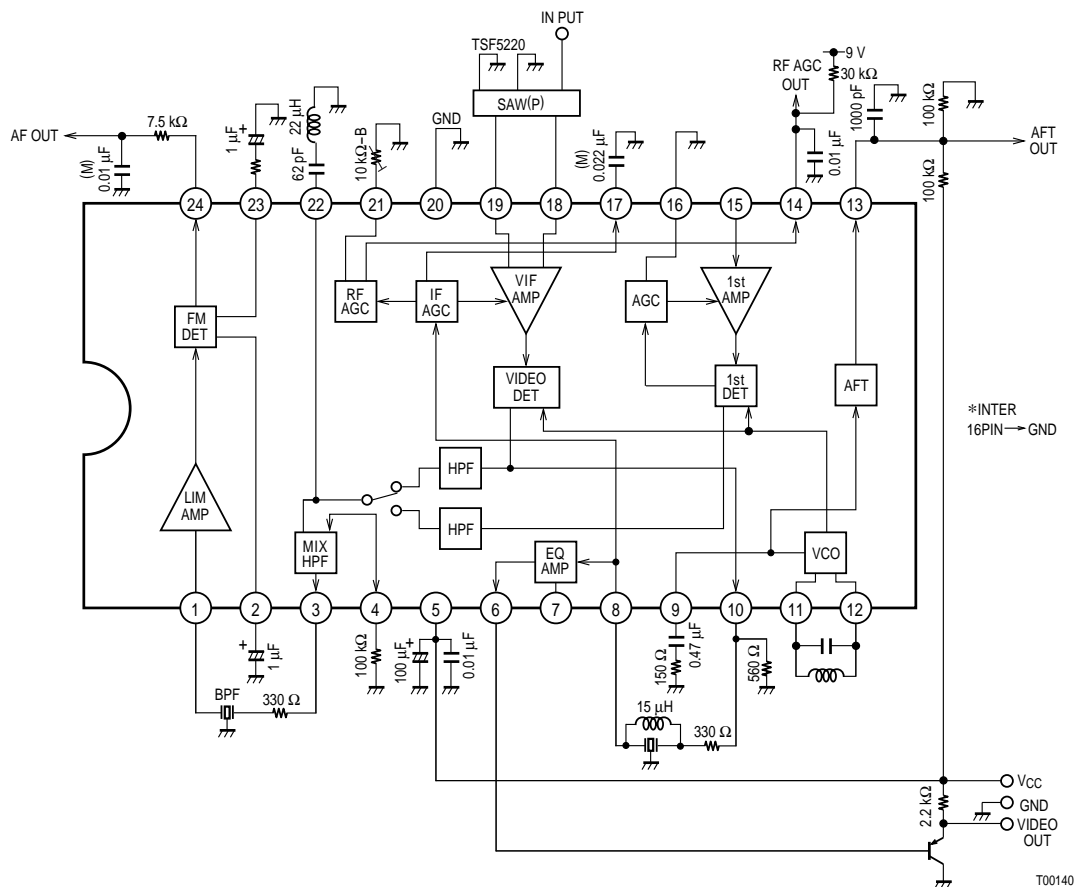 IN PUT
TSF5220
SAW(P)
9 V
30 kΩ
RF AGC
OUT
1000 pF
100 kΩ
0.01 µF
AFT
OUT
100 kΩ
AF OUT
7.5 kΩ
(M)
0.01 µF
1 µF
+
22 µH
62 pF
10 kΩ-B
GND
(M)
0.022 µF
24
23
22
21
20
19
18
17
16
15
14
13
RF
AGC
IF
AGC
VIF
AMP
AGC
1st
AMP
FM
DET
VIDEO
DET
1st
DET
AFT
*INTER
16PIN → GND
LIM
AMP
HPF
HPF
MIX
HPF
EQ
AMP
VCO
1
2
3
4
5
6
7
8
9
10
11
12
+
1 µF
BPF
330 Ω
100 kΩ
100 µF
+
0.01 µF
150 Ω
0.47 µF
560 Ω
15 µH
330 Ω
VCC
2.2 kΩ
GND
VIDEO
OUT
T00140